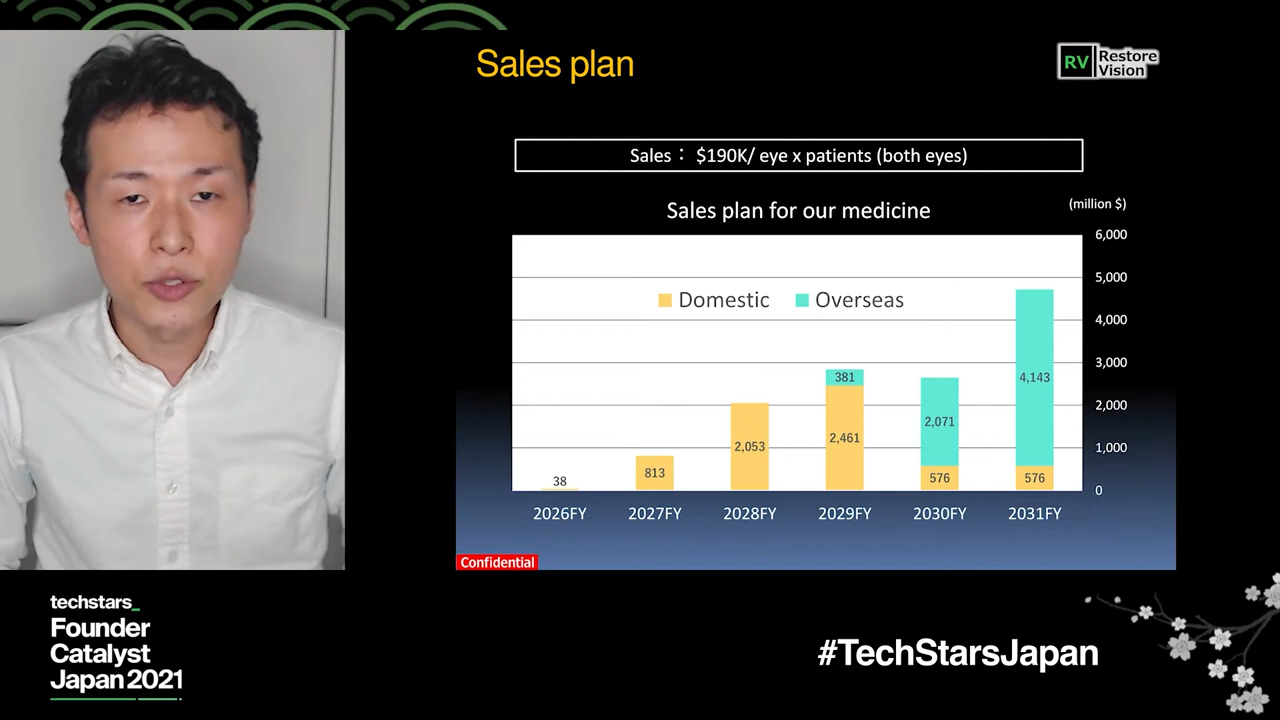 Sales plan
RV Restore
Vision
Sales： $190K/ eye x patients (both eyes)
Sales plan for our medicine
(million $)
6,000
5,000
4,000
3,000
2,000
1,000
0
Domestic Overseas
38
813
2,053
381
2,461
2,071
576
4,143
576
2026FY 2027FY 2028FY 2029FY 2030FY 2031FY
Confidential
techstars_
Founder
Catalyst
Japan 2021
#TechStarsJapan